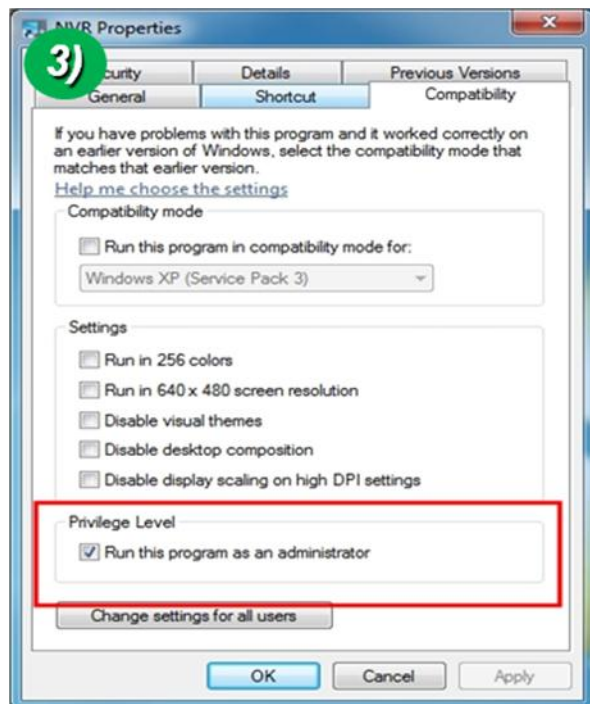 NVR Properties
3)
Details
Previous Versions
General
Shortcut
Compatibility
If you have problems with this program and it worked correctly on
an earlier version of Windows, select the compatibility mode that
matches that earlier version.
Help me choose the settings
Compatibility mode
Run this program in compatibility mode for:
Windows XP (Service Pack 3)
Settings
Run in 256 colors
Run in 640 x 480 screen resolution
Disable visual themes
Disable desktop composition
Disable display scaling on high DPI settings
Privilege Level
Run this program as an administrator
Change settings for all users
OK
Cancel
Apply